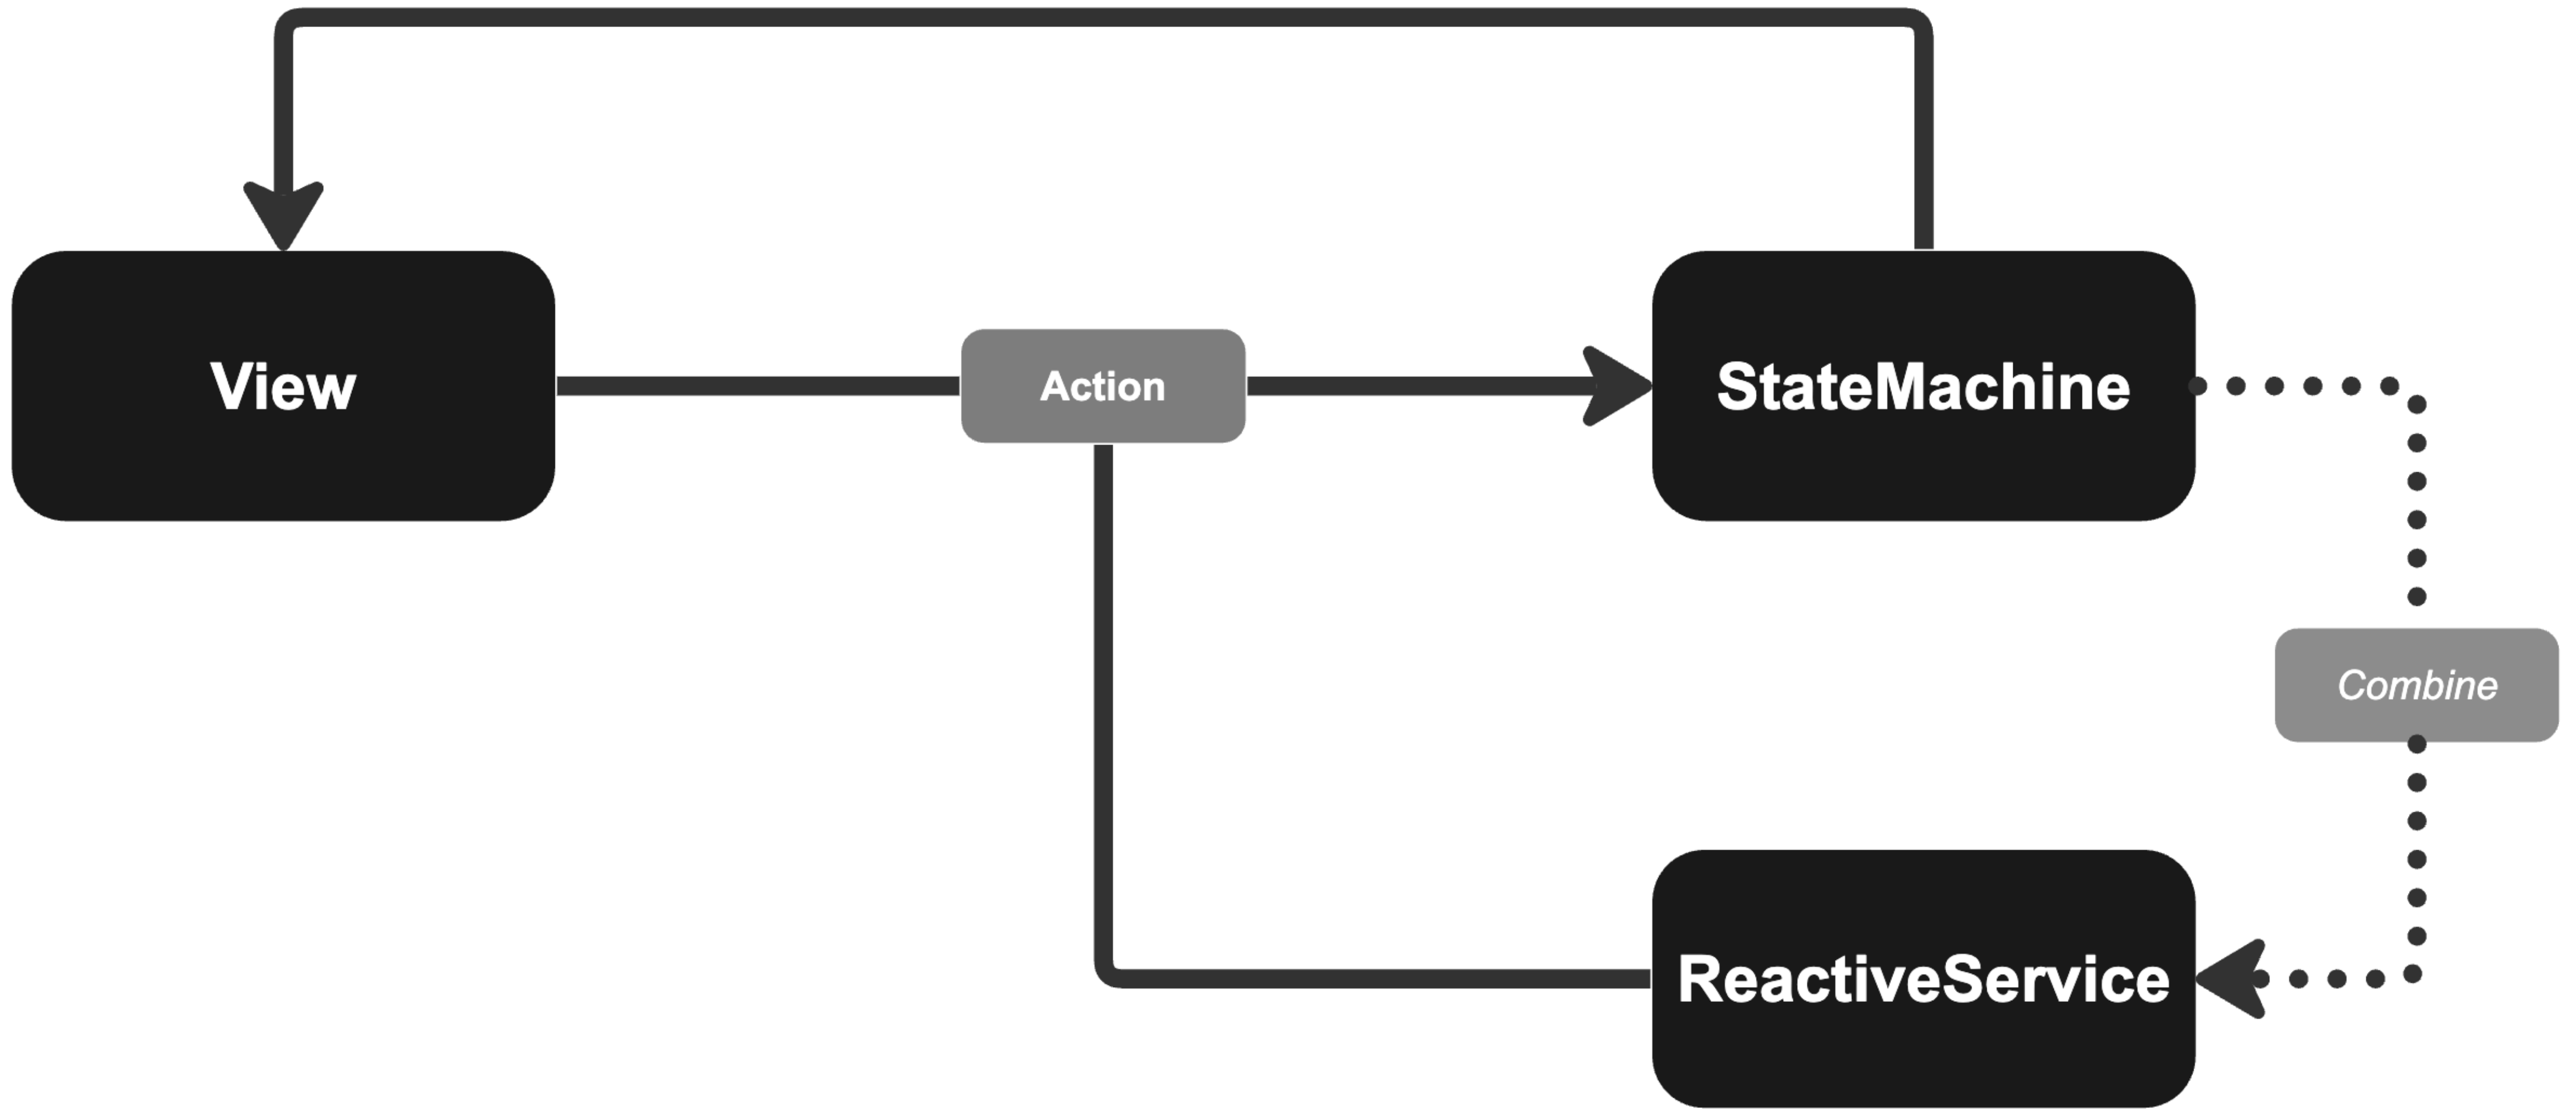 View
Action
StateMachine
Combine
ReactiveService